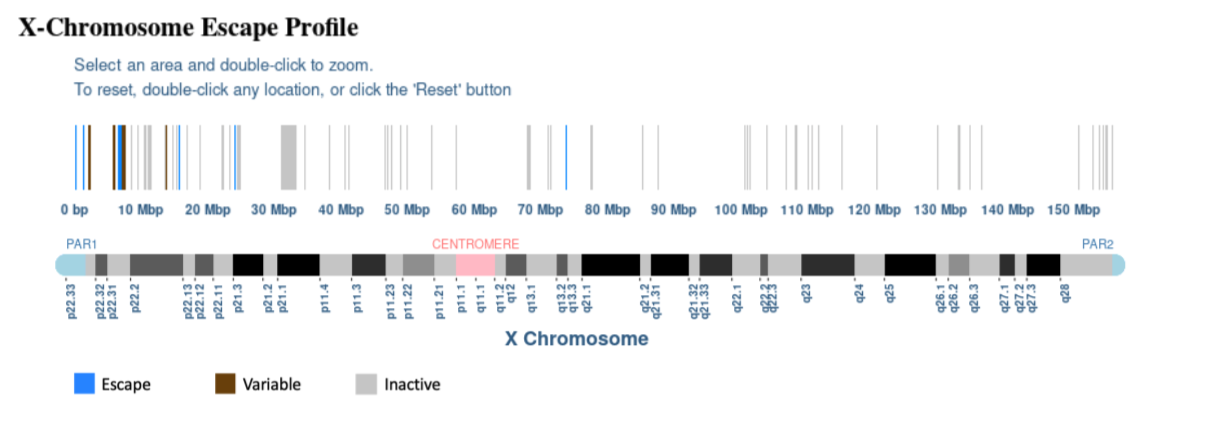 X-Chromosome Escape Profile
Select an area and double-click to zoom.
To reset, double-click any location, or click the 'Reset' button
0 bp 10 Mbp 20 Mbp 30 Mbp 40 Mbp 50 Mbp 60 Mbp 70 Mbp 80 Mbp 90 Mbp 100 Mbp 110 Mbp 120 Mbp 130 Mbp 140 Mbp 150 Mbp
PAR1 CENTROMERE PAR2
p22.33 p22.32 p22.31 p22.2 p22.13 p22.12 p22.11 p21.3 p21.2 p21.1 p11.4 p11.3 p11.23 p11.22 p11.21 p11.1 q11.1 q11.2 q12 q13.1 q13.2 q13.3 q21.1 q21.2 q21.31 q21.32 q21.33 q22.1 q22.2 q22.3 q23 q24 q25 q26.1 q26.2 q26.3 q27.1 q27.2 q27.3 q28
X Chromosome
Escape Variable Inactive